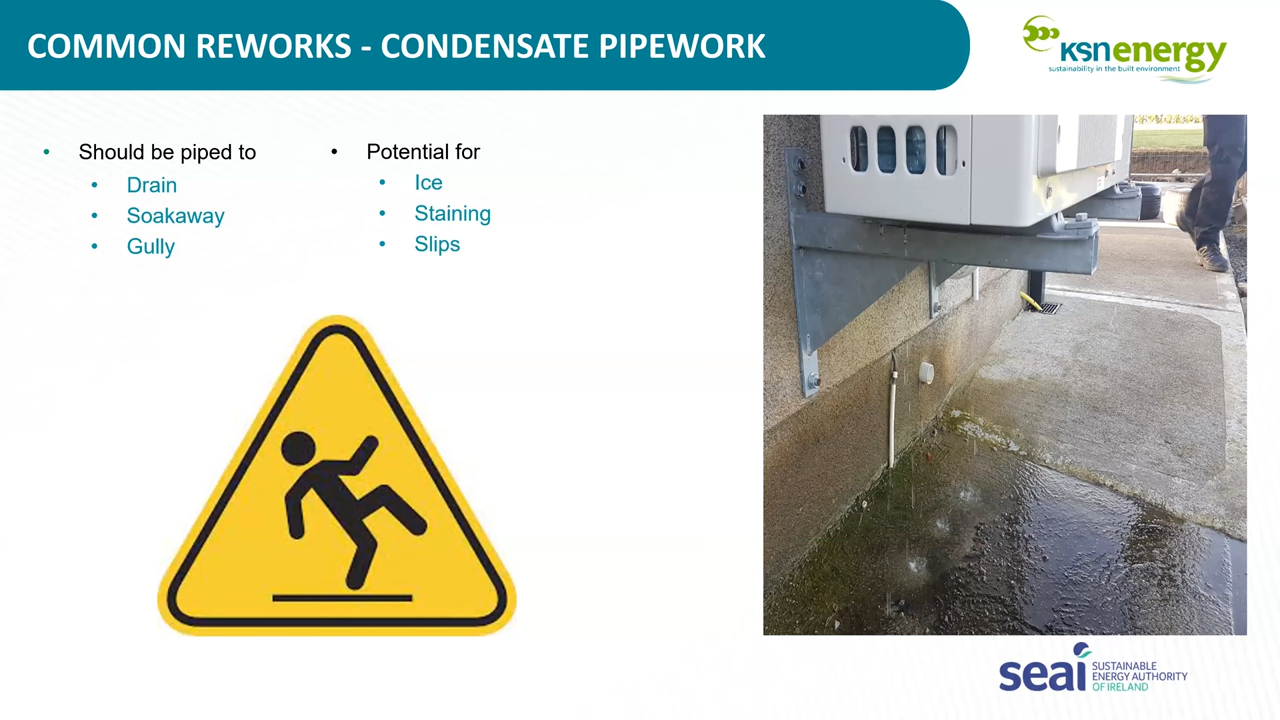 COMMON REWORKS - CONDENSATE PIPEWORK
KSNenergy
sustainability in the built environment
• Should be piped to
• Drain
• Soakaway
• Gully
• Potential for
• Ice
• Staining
• Slips
seai SUSTAINABLE
ENERGY AUTHORITY
OF IRELAND